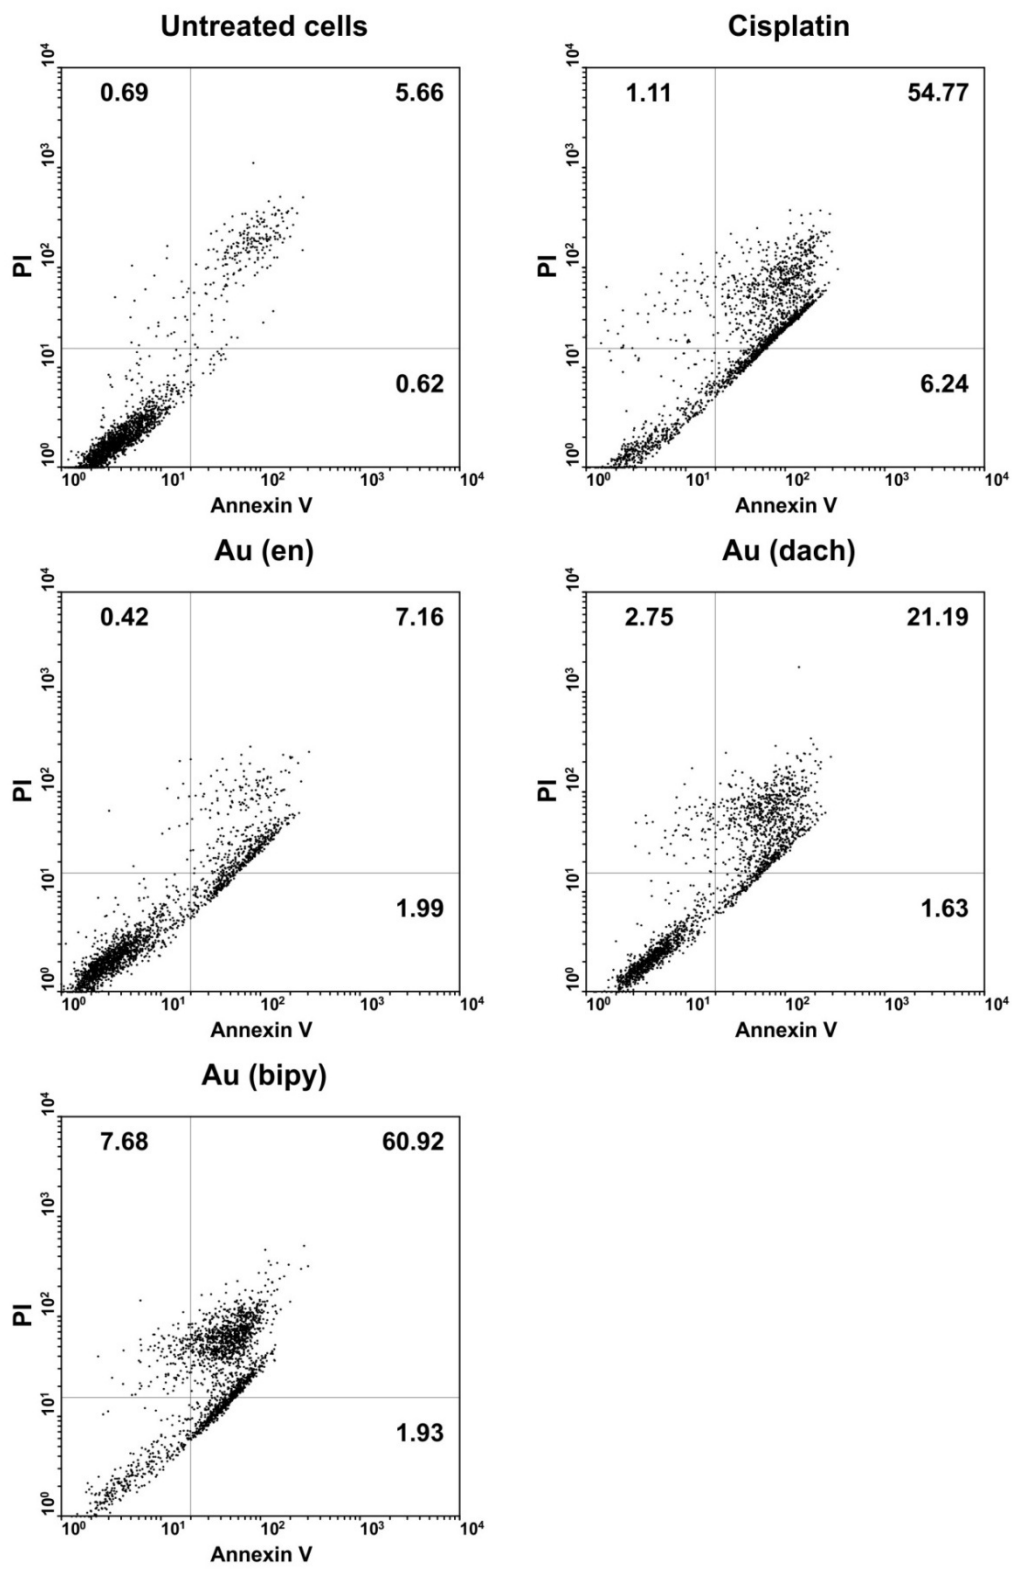 Untreated cells
0.69 5.66
0.62
PI
10⁴
10³
10²
10¹
10⁰
10⁰ 10¹ 10² 10³ 10⁴
Annexin V
Cisplatin
1.11 54.77
6.24
PI
10⁴
10³
10²
10¹
10⁰
10⁰ 10¹ 10² 10³ 10⁴
Annexin V
Au (en)
0.42 7.16
1.99
PI
10⁴
10³
10²
10¹
10⁰
10⁰ 10¹ 10² 10³ 10⁴
Annexin V
Au (dach)
2.75 21.19
1.63
PI
10⁴
10³
10²
10¹
10⁰
10⁰ 10¹ 10² 10³ 10⁴
Annexin V
Au (bipy)
7.68 60.92
1.93
PI
10⁴
10³
10²
10¹
10⁰
10⁰ 10¹ 10² 10³ 10⁴
Annexin V